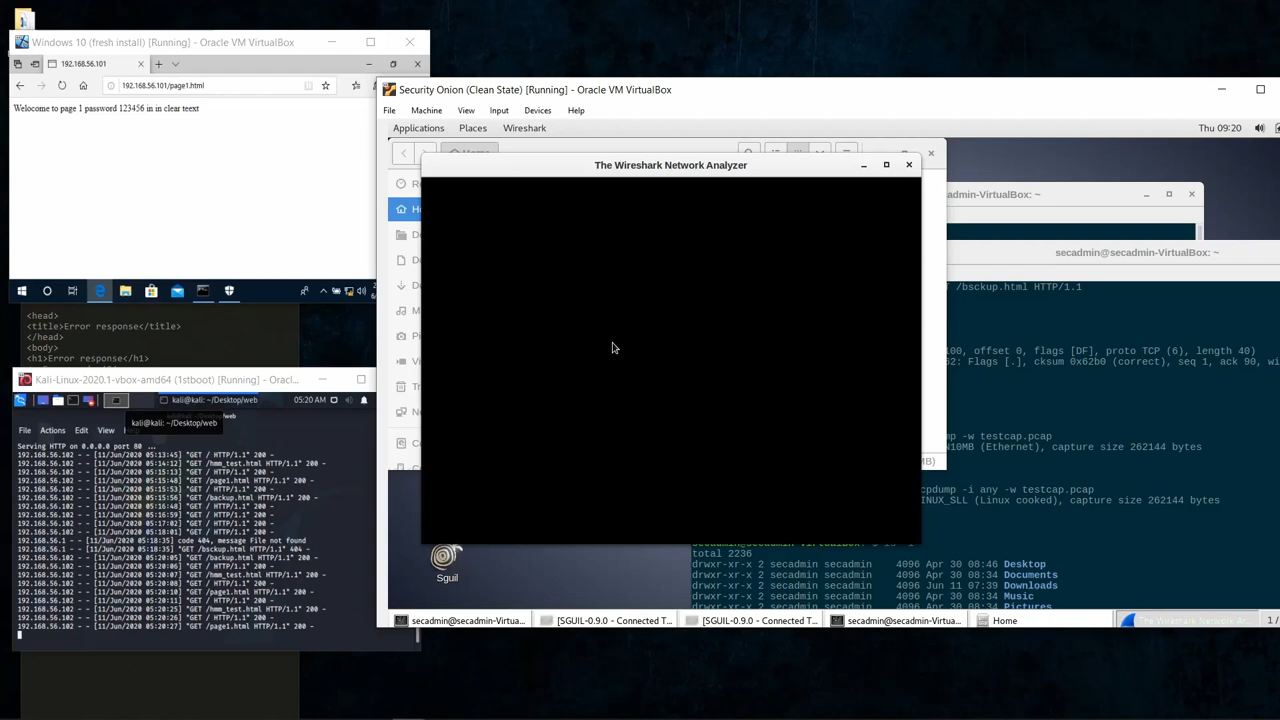 Windows 10 (fresh install) [Running] - Oracle VM VirtualBox
192.168.56.101
192.168.56.101/page1.html
Welocome to page 1 password 123456 in in clear teext
<head>
<title>Error response</title>
</head>
<body>
<h1>Error response</h1>
Kali-Linux-2020.1-vbox-amd64 (1stboot) [Running] - Oracl...
kali@kali: ~/Desktop/web
05:20 AM
kali@kali: ~/Desktop/web
File Actions Edit View
Serving HTTP on 0.0.0.0 port 80 ...
192.168.56.102 - - [11/Jun/2020 05:13:45] "GET / HTTP/1.1" 200 -
192.168.56.102 - - [11/Jun/2020 05:14:12] "GET /hmm_test.html HTTP/1.1" 200 -
192.168.56.102 - - [11/Jun/2020 05:15:13] "GET / HTTP/1.1" 200 -
192.168.56.102 - - [11/Jun/2020 05:15:48] "GET /page1.html HTTP/1.1" 200 -
192.168.56.102 - - [11/Jun/2020 05:15:53] "GET / HTTP/1.1" 200 -
192.168.56.102 - - [11/Jun/2020 05:15:56] "GET /backup.html HTTP/1.1" 200 -
192.168.56.102 - - [11/Jun/2020 05:16:48] "GET / HTTP/1.1" 200 -
192.168.56.102 - - [11/Jun/2020 05:16:59] "GET / HTTP/1.1" 200 -
192.168.56.102 - - [11/Jun/2020 05:17:02] "GET / HTTP/1.1" 200 -
192.168.56.102 - - [11/Jun/2020 05:18:01] "GET / HTTP/1.1" 200 -
192.168.56.1 - - [11/Jun/2020 05:18:35] code 404, message File not found
192.168.56.1 - - [11/Jun/2020 05:18:35] "GET /bsckup.html HTTP/1.1" 404 -
192.168.56.102 - - [11/Jun/2020 05:20:05] "GET /backup.html HTTP/1.1" 200 -
192.168.56.102 - - [11/Jun/2020 05:20:06] "GET / HTTP/1.1" 200 -
192.168.56.102 - - [11/Jun/2020 05:20:07] "GET /hmm_test.html HTTP/1.1" 200 -
192.168.56.102 - - [11/Jun/2020 05:20:08] "GET / HTTP/1.1" 200 -
192.168.56.102 - - [11/Jun/2020 05:20:10] "GET /page1.html HTTP/1.1" 200 -
192.168.56.102 - - [11/Jun/2020 05:20:11] "GET / HTTP/1.1" 200 -
192.168.56.102 - - [11/Jun/2020 05:20:25] "GET /hmm_test.html HTTP/1.1" 200 -
192.168.56.102 - - [11/Jun/2020 05:20:26] "GET / HTTP/1.1" 200 -
192.168.56.102 - - [11/Jun/2020 05:20:27] "GET /page1.html HTTP/1.1" 200 -
Security Onion (Clean State) [Running] - Oracle VM VirtualBox
File Machine View Input Devices Help
Applications Places Wireshark Thu 09:20
The Wireshark Network Analyzer
admin-VirtualBox: ~
secadmin@secadmin-VirtualBox: ~
/bsckup.html HTTP/1.1
100, offset 0, flags [DF], proto TCP (6), length 40)
62: Flags [.], cksum 0x62b0 (correct), seq 1, ack 90, wi
mp -w testcap.pcap
N10MB (Ethernet), capture size 262144 bytes
MB)
cpdump -i any -w testcap.pcap
INUX_SLL (Linux cooked), capture size 262144 bytes
total 2236
drwxr-xr-x 2 secadmin secadmin 4096 Apr 30 08:46 Desktop
drwxr-xr-x 2 secadmin secadmin 4096 Apr 30 08:34 Documents
drwxr-xr-x 2 secadmin secadmin 4096 Jun 11 07:39 Downloads
drwxr-xr-x 2 secadmin secadmin 4096 Apr 30 08:34 Music
drwxr-xr-x 2 secadmin secadmin 4096 Apr 30 08:34 Pictures
Sguil
secadmin@secadmin-Virtua...
[SGUIL-0.9.0 - Connected T...
[SGUIL-0.9.0 - Connected T...
secadmin@secadmin-Virtua...
Home
The Wireshark Network An...
1 /